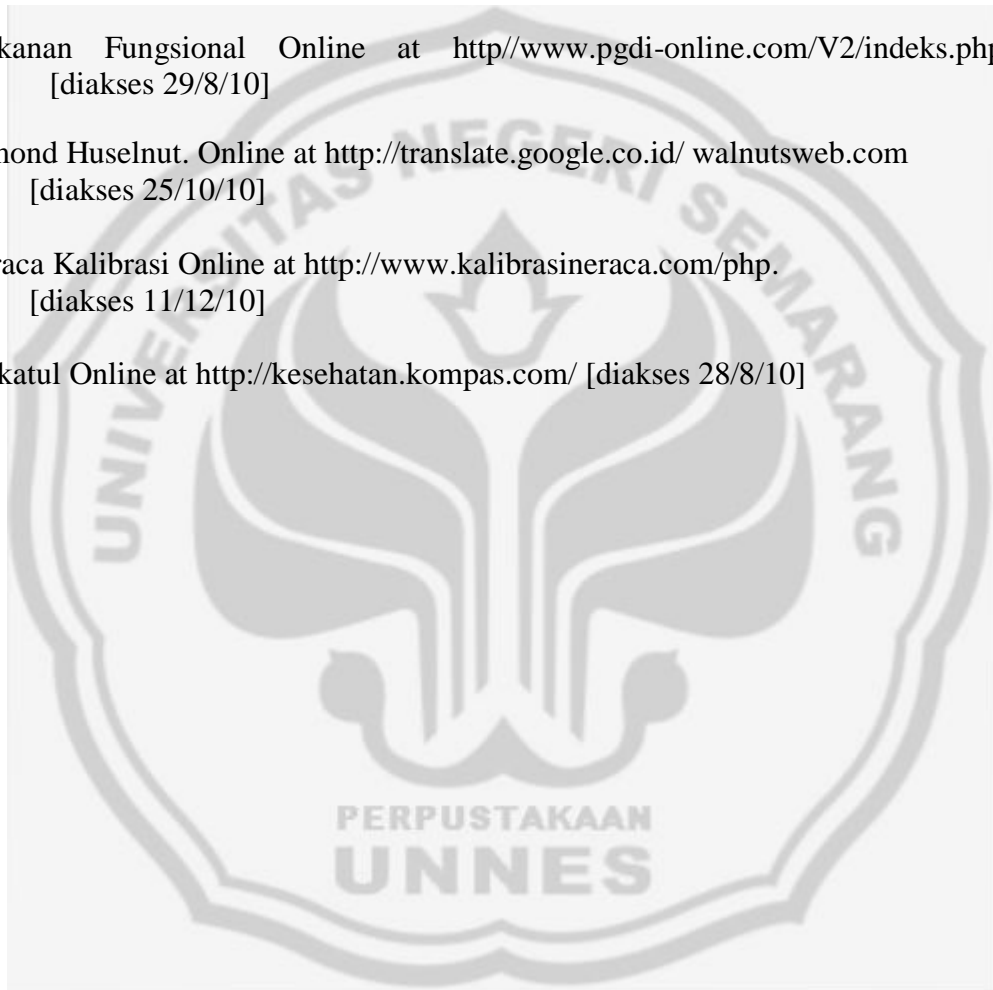 kanan Fungsional Online at http//www.pgdi-online.com/V2/indeks.php
[diakses 29/8/10]
mond Huselnut. Online at http://translate.google.co.id/ walnutsweb.com
[diakses 25/10/10]
raca Kalibrasi Online at http://www.kalibrasineraca.com/php.
[diakses 11/12/10]
katul Online at http://kesehatan.kompas.com/ [diakses 28/8/10]
UNIVERSITAS NEGERI SEMARANG
PERPUSTAKAAN
UNNES